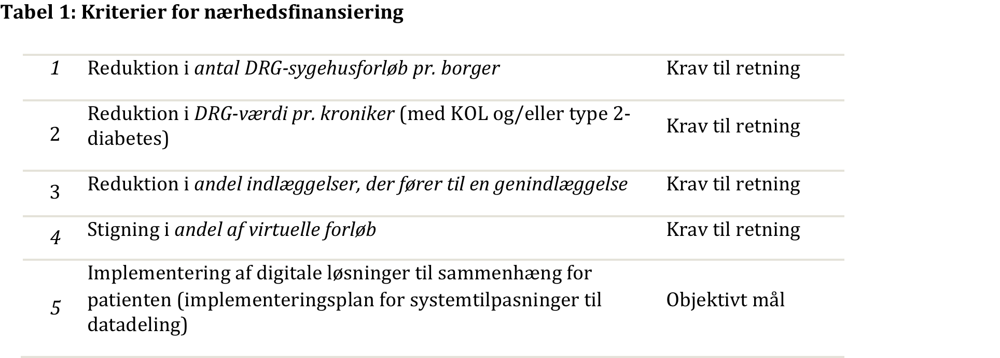 Tabel 1: Kriterier for nærhedsfinansiering
1 Reduktion i antal DRG-sygehusforløb pr. borger Krav til retning
2 Reduktion i DRG-værdi pr. kroniker (med KOL og/eller type 2-
diabetes) Krav til retning
3 Reduktion i andel indlæggelser, der fører til en genindlæggelse Krav til retning
4 Stigning i andel af virtuelle forløb Krav til retning
5 Implementering af digitale løsninger til sammenhæng for
patienten (implementeringsplan for systemtilpasninger til Objektivt mål
datadeling)